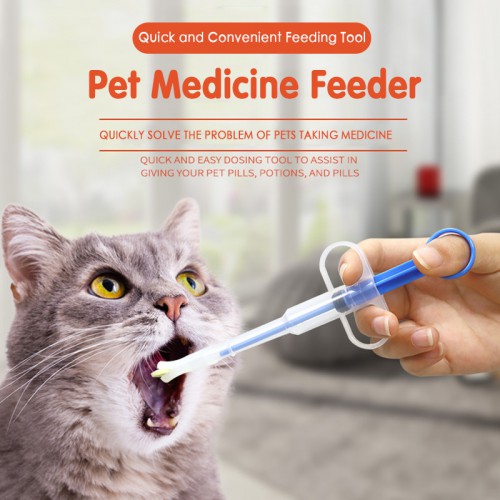 Quick and Convenient Feeding Tool
Pet Medicine Feeder
QUICKLY SOLVE THE PROBLEM OF PETS TAKING MEDICINE
QUICK AND EASY DOSING TOOL TO ASSIST IN
GIVING YOUR PET PILLS, POTIONS, AND PILLS